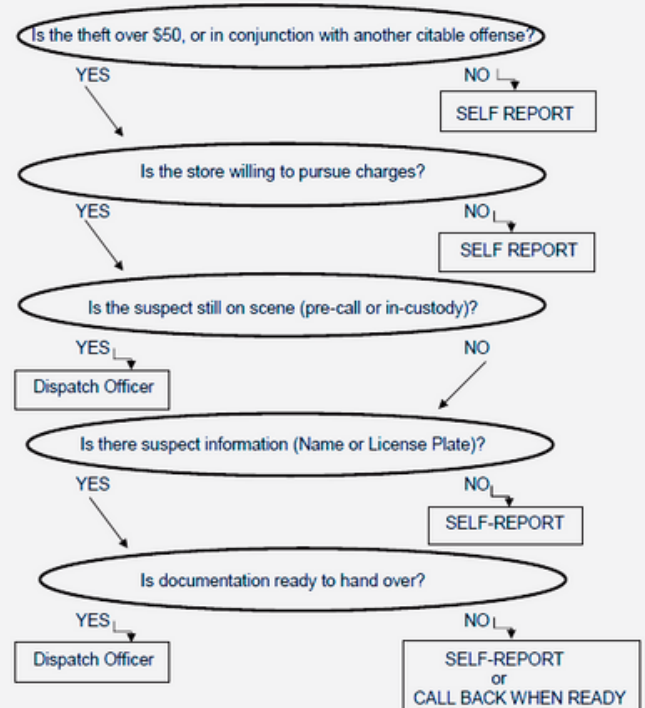 Is the theft over $50, or in conjunction with another citable offense?
YES
NO
SELF REPORT
Is the store willing to pursue charges?
YES
NO
SELF REPORT
Is the suspect still on scene (pre-call or in-custody)?
YES
NO
Dispatch Officer
Is there suspect information (Name or License Plate)?
YES
NO
SELF-REPORT
Is documentation ready to hand over?
YES
NO
Dispatch Officer
SELF-REPORT
or
CALL BACK WHEN READY